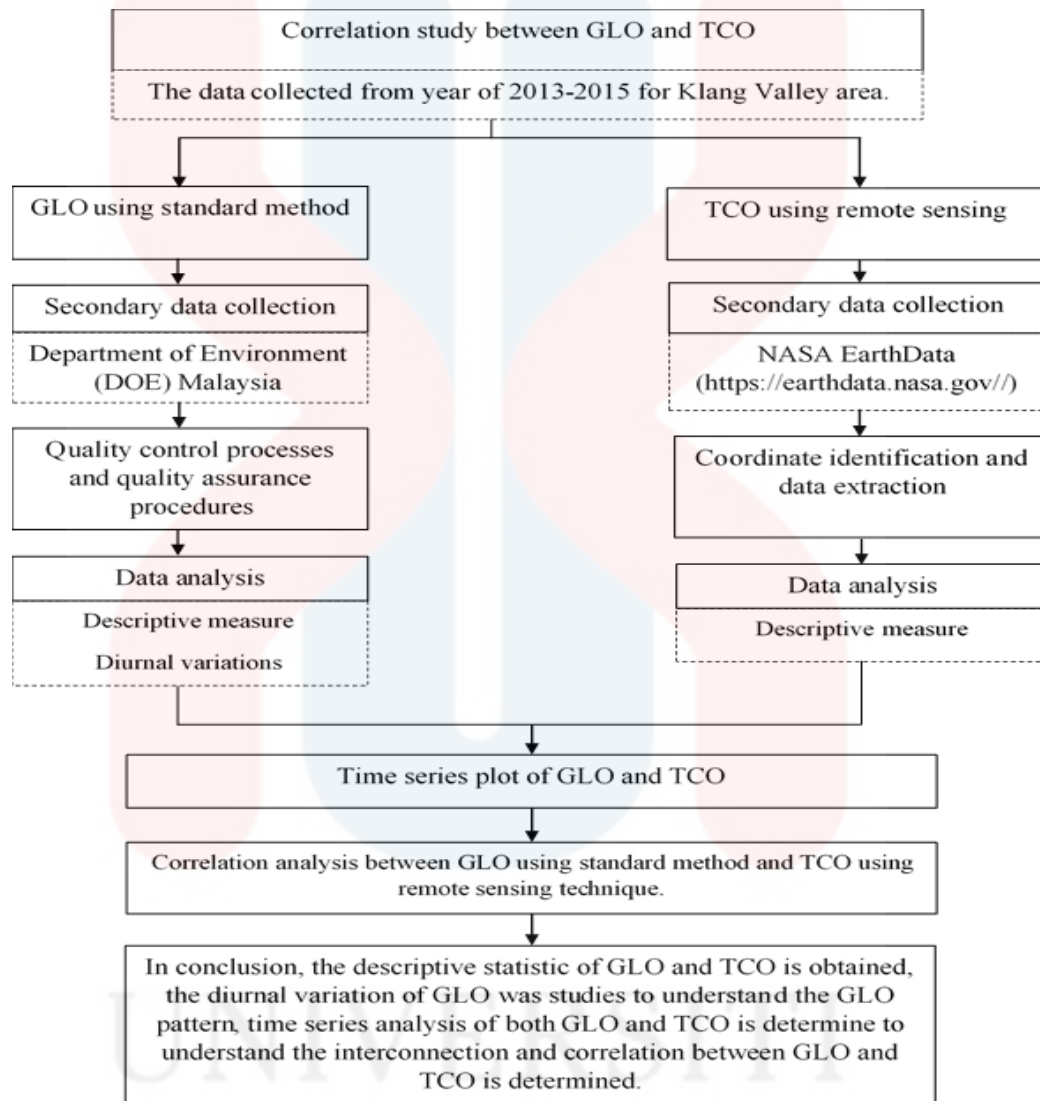 Correlation study between GLO and TCO
The data collected from year of 2013-2015 for Klang Valley area.
GLO using standard method
Secondary data collection
Department of Environment
(DOE) Malaysia
Quality control processes
and quality assurance
procedures
Data analysis
Descriptive measure
Diurnal variations
TCO using remote sensing
Secondary data collection
NASA EarthData
(https://earthdata.nasa.gov//)
Coordinate identification and
data extraction
Data analysis
Descriptive measure
Time series plot of GLO and TCO
Correlation analysis between GLO using standard method and TCO using
remote sensing technique.
In conclusion, the descriptive statistic of GLO and TCO is obtained,
the diurnal variation of GLO was studies to understand the GLO
pattern, time series analysis of both GLO and TCO is determine to
understand the interconnection and correlation between GLO and
TCO is determined.
UNIVERSITI